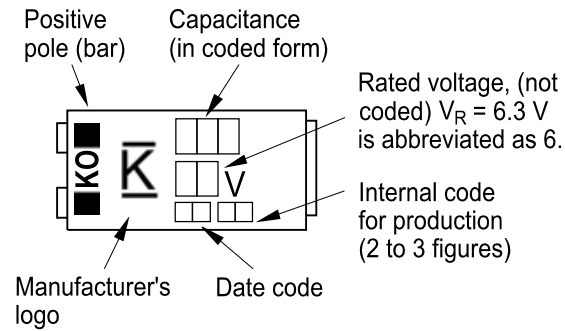 Positive
pole (bar)
Capacitance
(in coded form)
Rated voltage, (not
coded) VR = 6.3 V
is abbreviated as 6.
KO
K
V
Internal code
for production
(2 to 3 figures)
Manufacturer's
logo
Date code